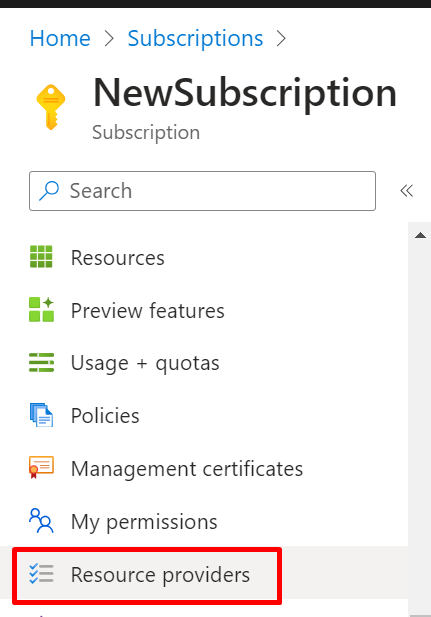 Home > Subscriptions >
NewSubscription
Subscription
Search
Resources
Preview features
Usage + quotas
Policies
Management certificates
My permissions
Resource providers